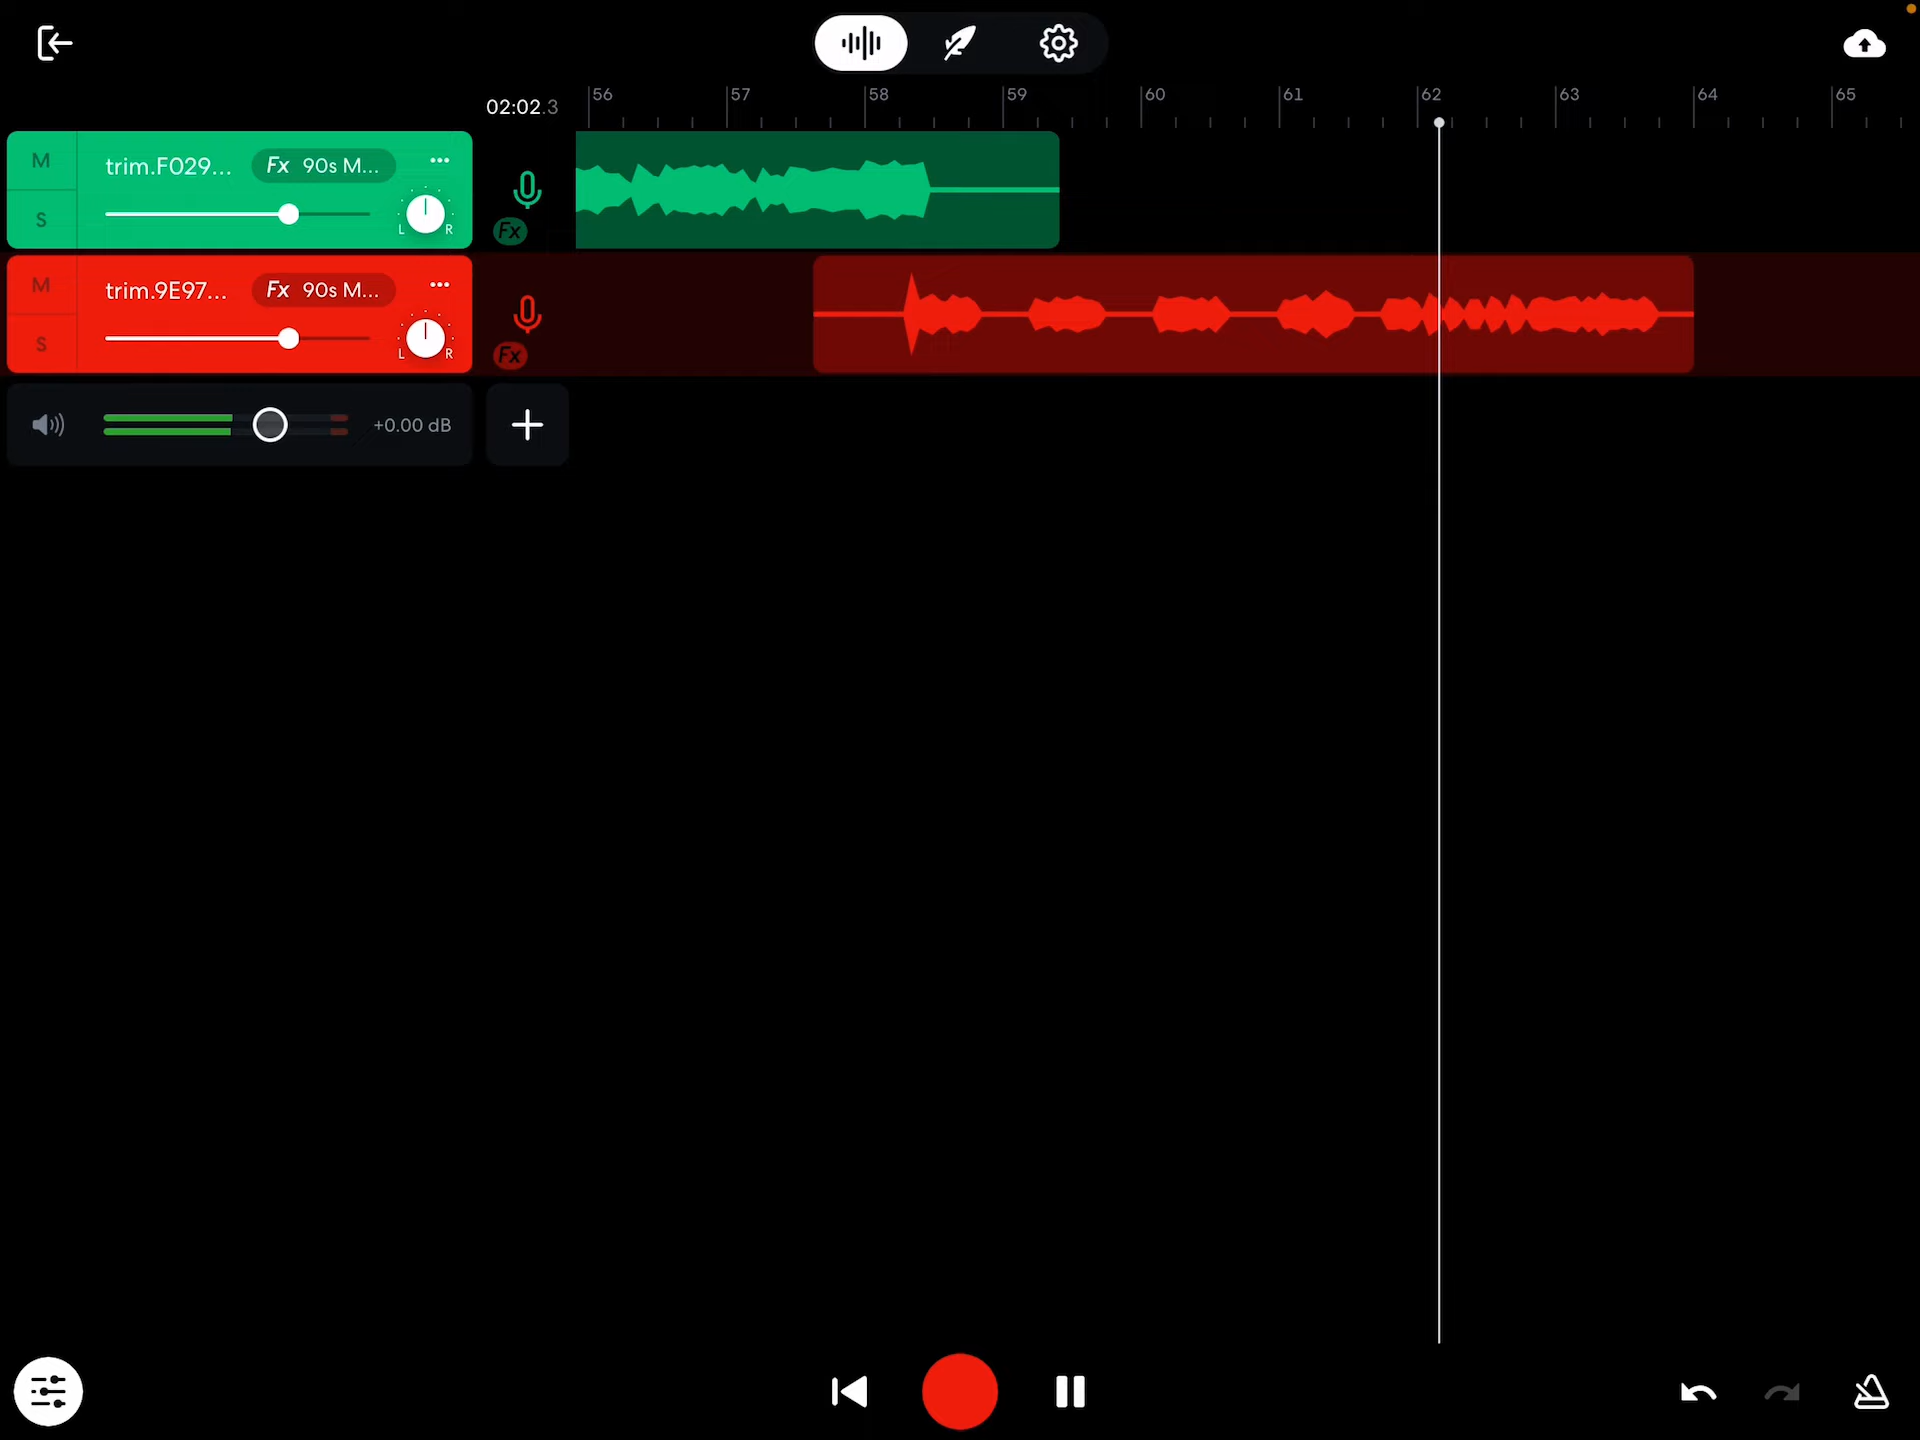 02:02.3
56 57 58 59 60 61 62 63 64 65
M trim.F029... Fx 90s M... ...
S L R
Fx
M trim.9E97... Fx 90s M... ...
S L R
Fx
+0.00 dB